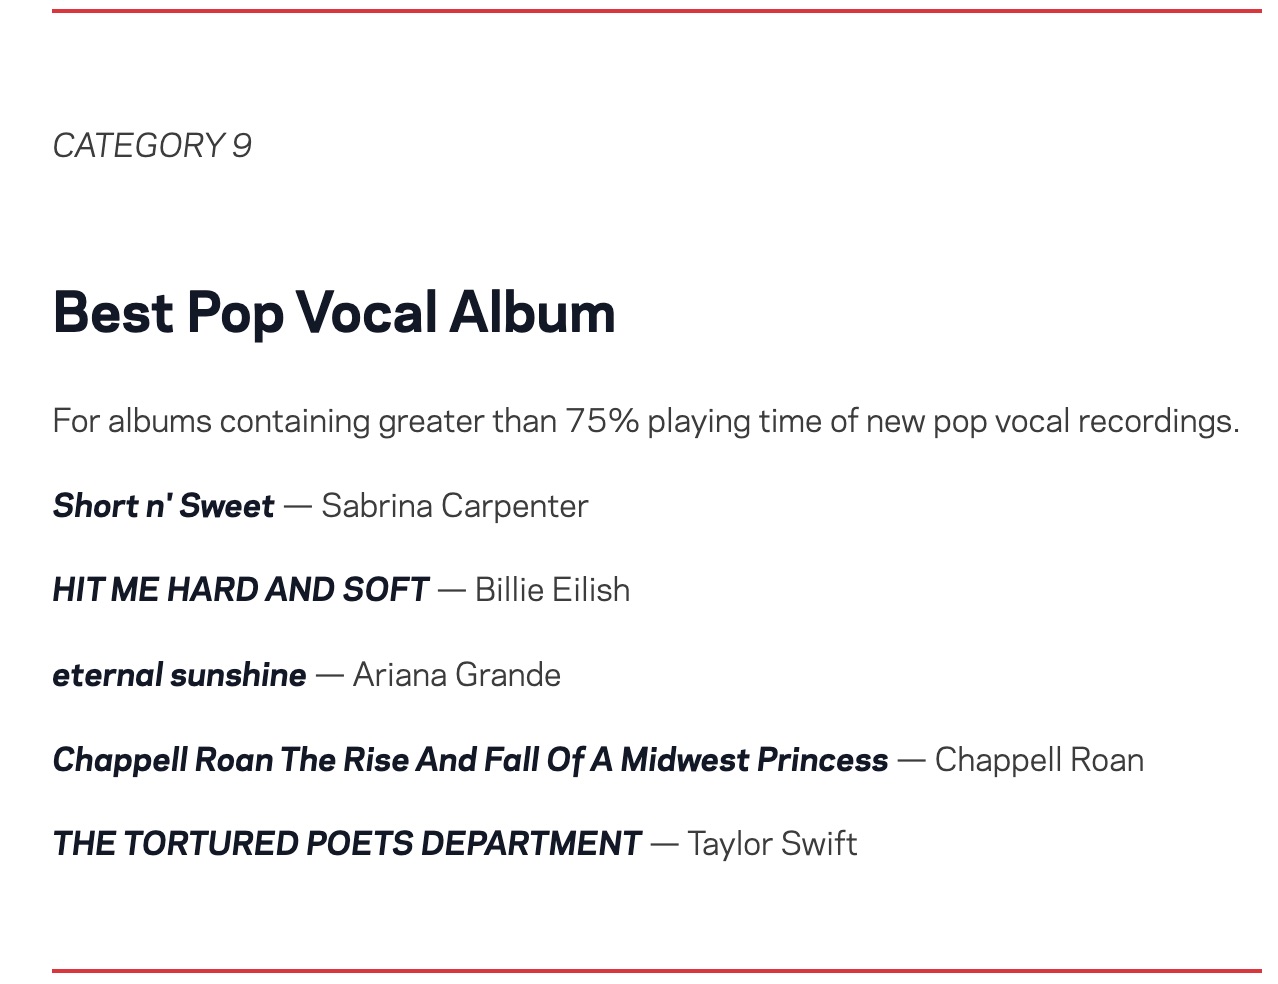 CATEGORY 9
Best Pop Vocal Album
For albums containing greater than 75% playing time of new pop vocal recordings.
Short n' Sweet — Sabrina Carpenter
HIT ME HARD AND SOFT — Billie Eilish
eternal sunshine — Ariana Grande
Chappell Roan The Rise And Fall Of A Midwest Princess — Chappell Roan
THE TORTURED POETS DEPARTMENT — Taylor Swift